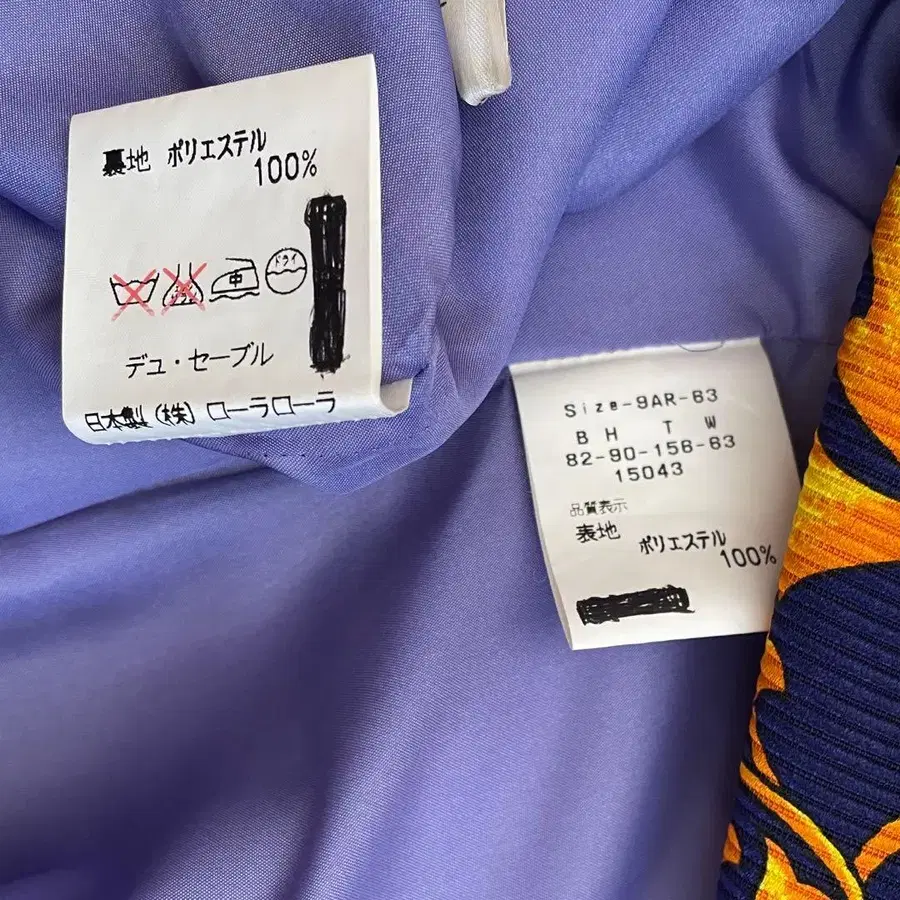 裏地 ポリエステル
100%
中
ドライ
デュ・セーブル
日本製 (株) ローラローラ
Size-9AR-63
B H T W
82-90-156-63
15043
品質表示
表地 ポリエステル
100%